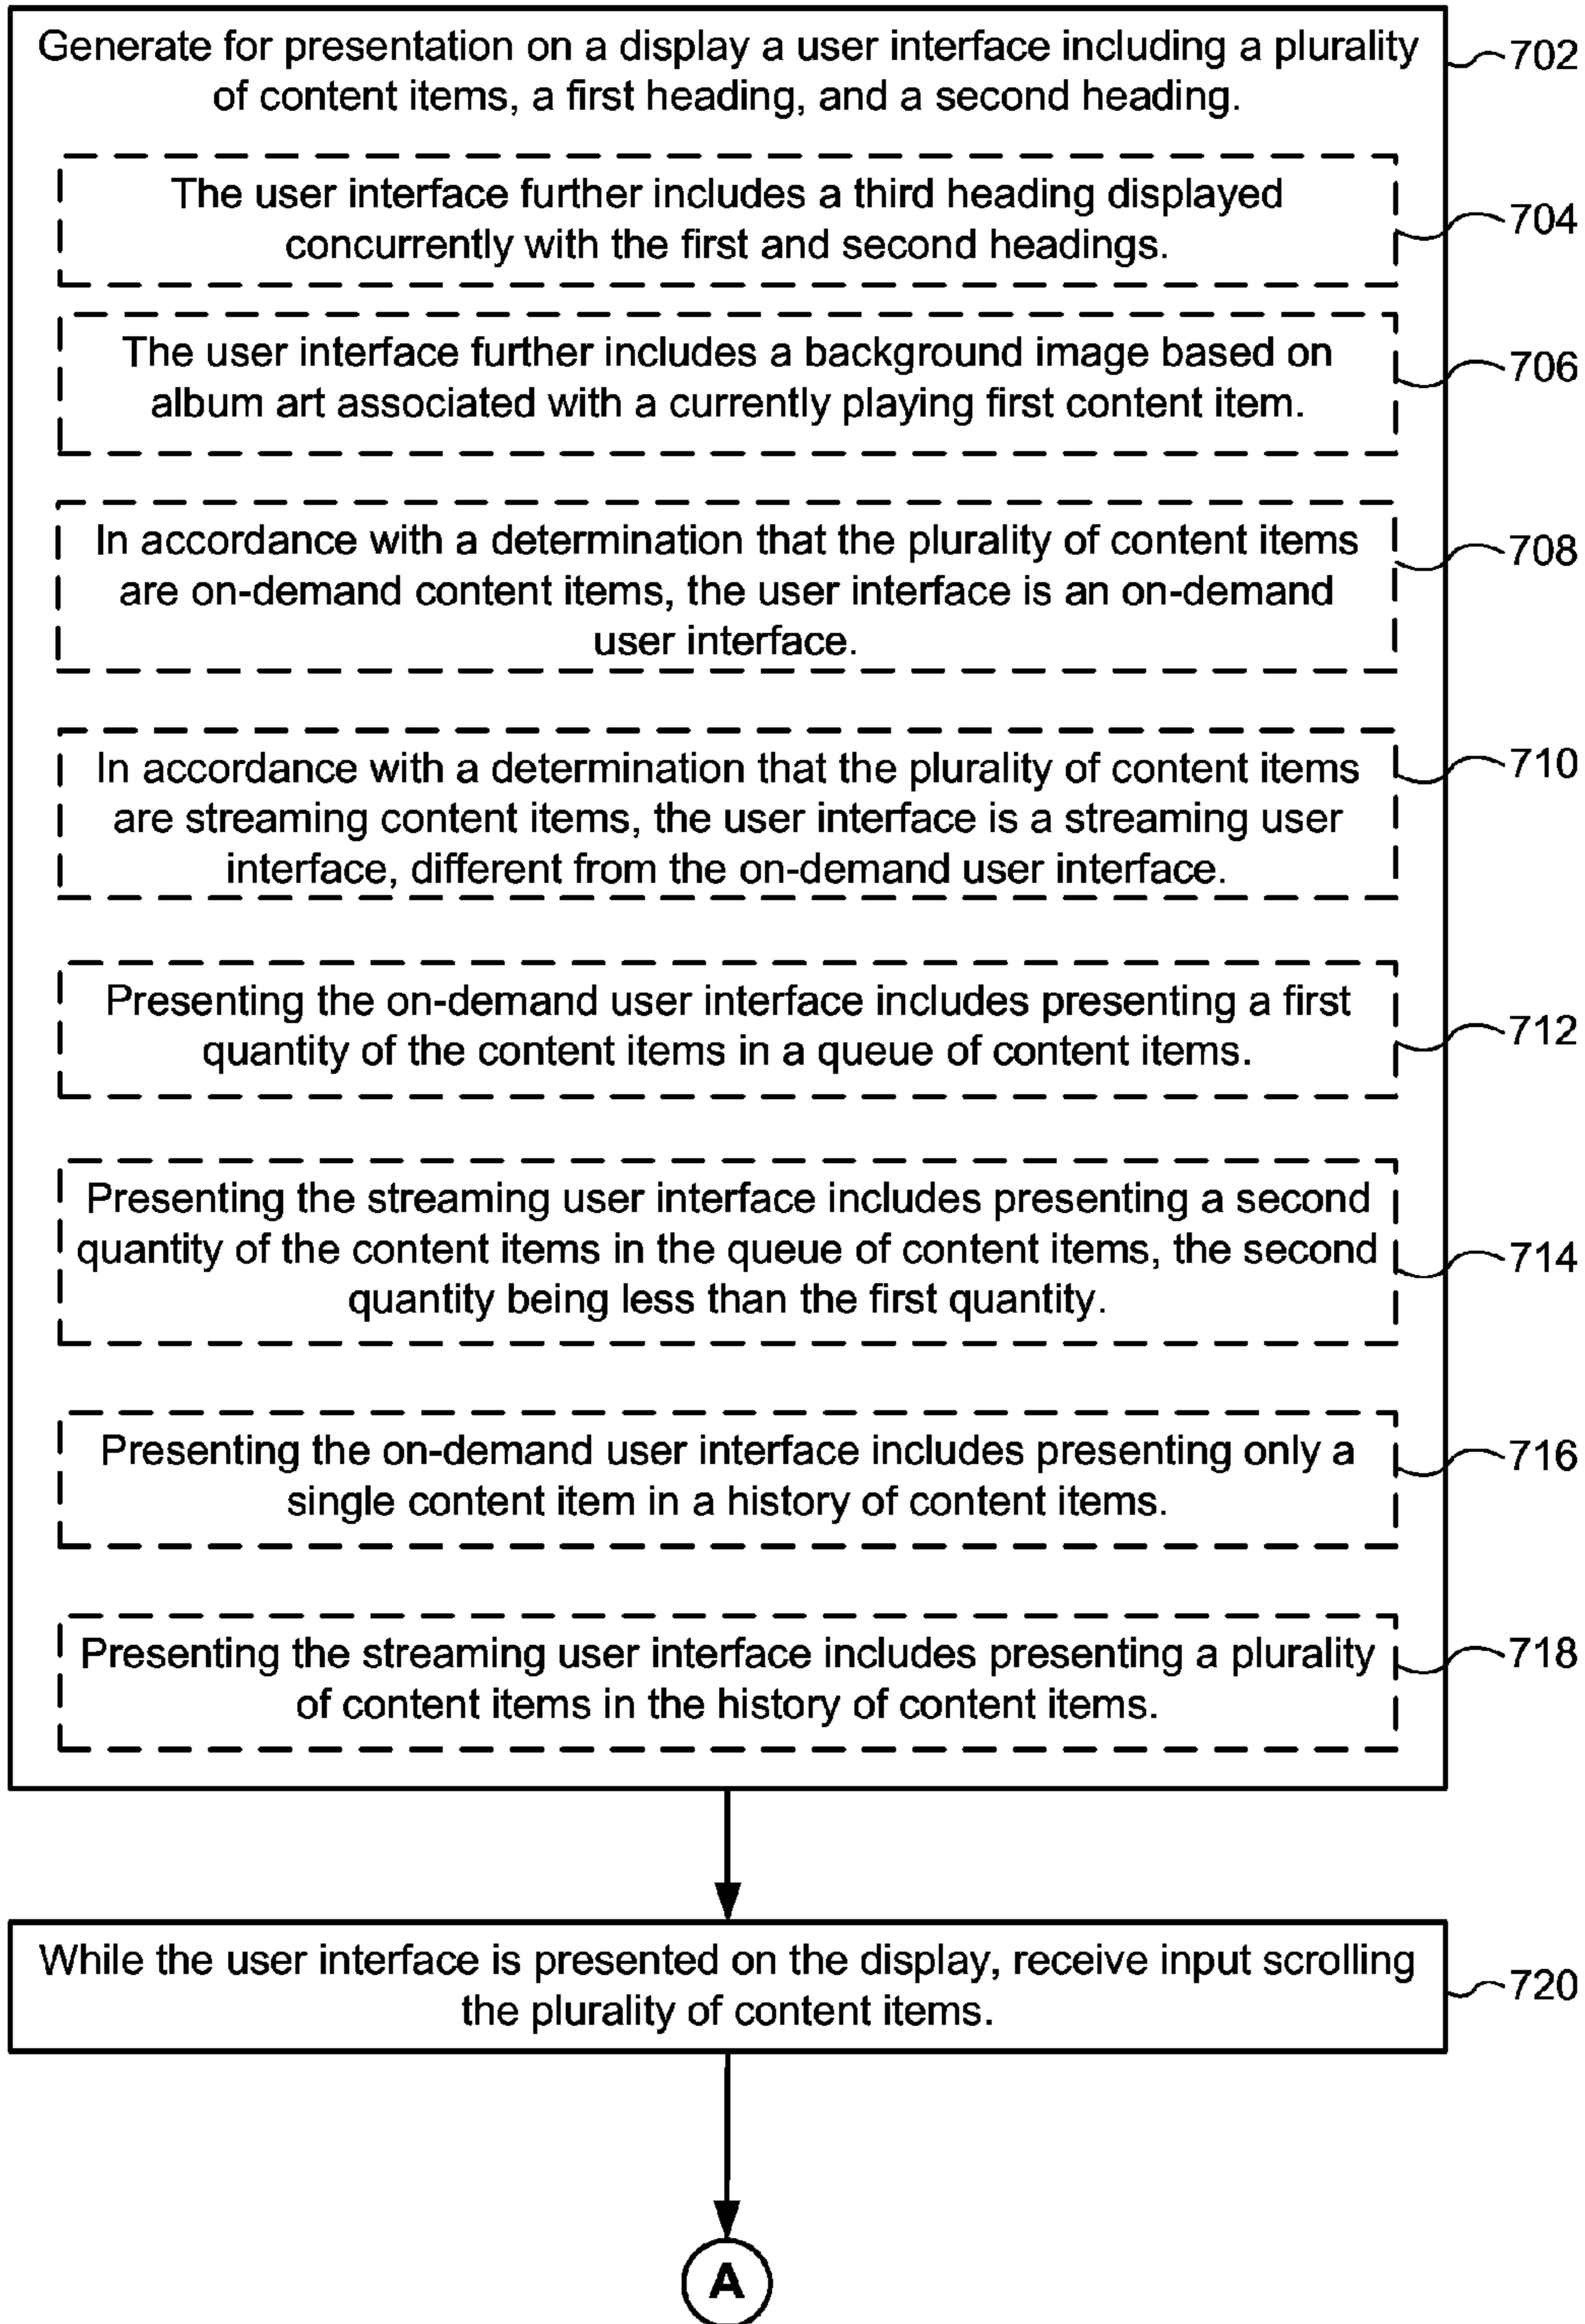 Generate for presentation on a display a user interface including a plurality
of content items, a first heading, and a second heading.
702
The user interface further includes a third heading displayed
concurrently with the first and second headings.
704
The user interface further includes a background image based on
album art associated with a currently playing first content item.
706
In accordance with a determination that the plurality of content items
are on-demand content items, the user interface is an on-demand
user interface.
708
In accordance with a determination that the plurality of content items
are streaming content items, the user interface is a streaming user
interface, different from the on-demand user interface.
710
Presenting the on-demand user interface includes presenting a first
quantity of the content items in a queue of content items.
712
Presenting the streaming user interface includes presenting a second
quantity of the content items in the queue of content items, the second
quantity being less than the first quantity.
714
Presenting the on-demand user interface includes presenting only a
single content item in a history of content items.
716
Presenting the streaming user interface includes presenting a plurality
of content items in the history of content items.
718
While the user interface is presented on the display, receive input scrolling
the plurality of content items.
720
A